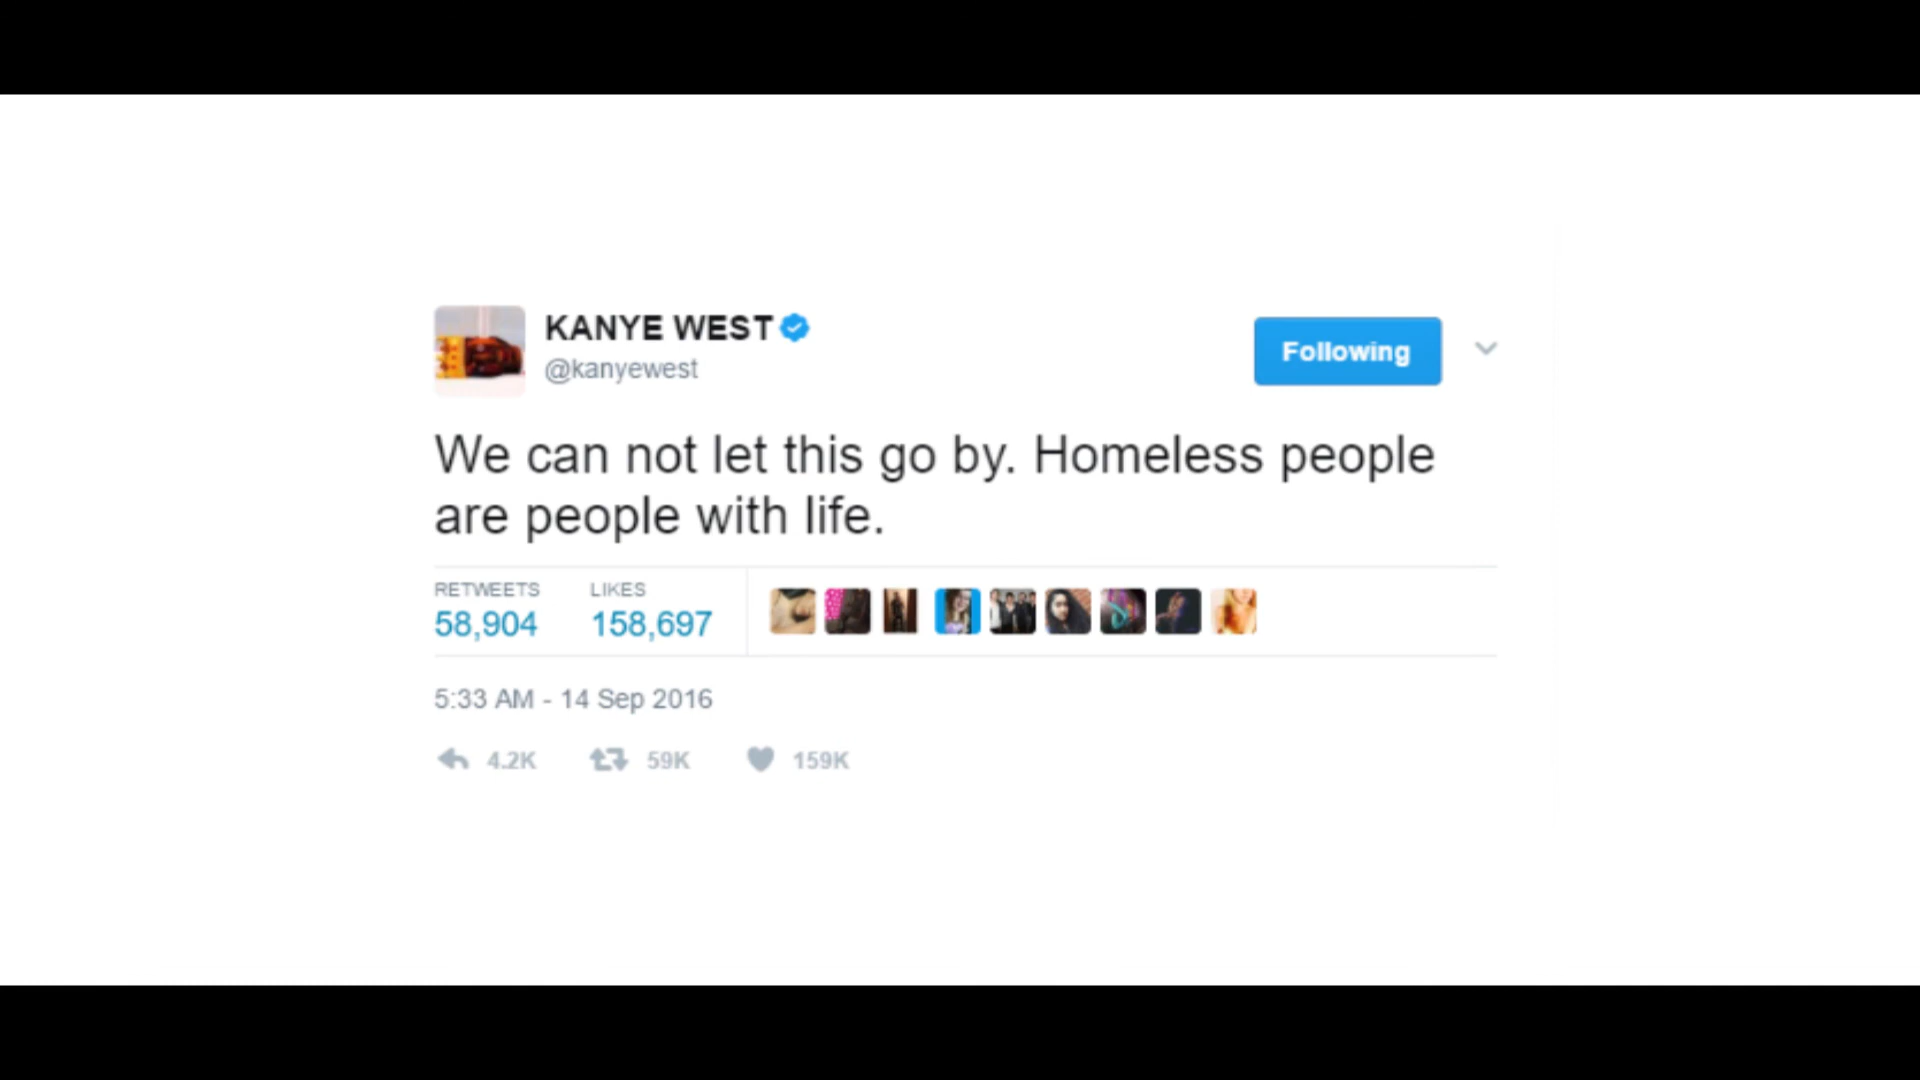 KANYE WEST
@kanyewest
Following
We can not let this go by. Homeless people
are people with life.
RETWEETS LIKES
58,904 158,697
5:33 AM - 14 Sep 2016
4.2K 59K 159K